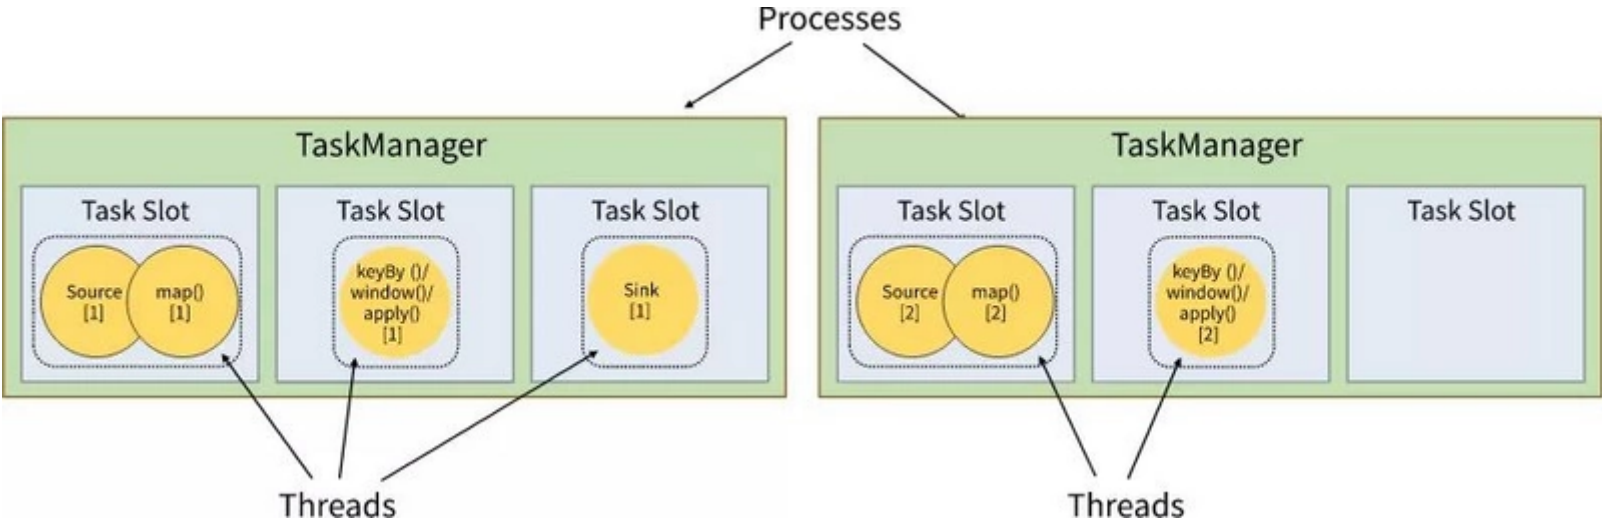 Processes
TaskManager
Task Slot
Source
[1]
map()
[1]
Task Slot
keyBy ()/
window()/
apply()
[1]
Task Slot
Sink
[1]
Threads
TaskManager
Task Slot
Source
[2]
map()
[2]
Task Slot
keyBy ()/
window()/
apply()
[2]
Task Slot
Threads